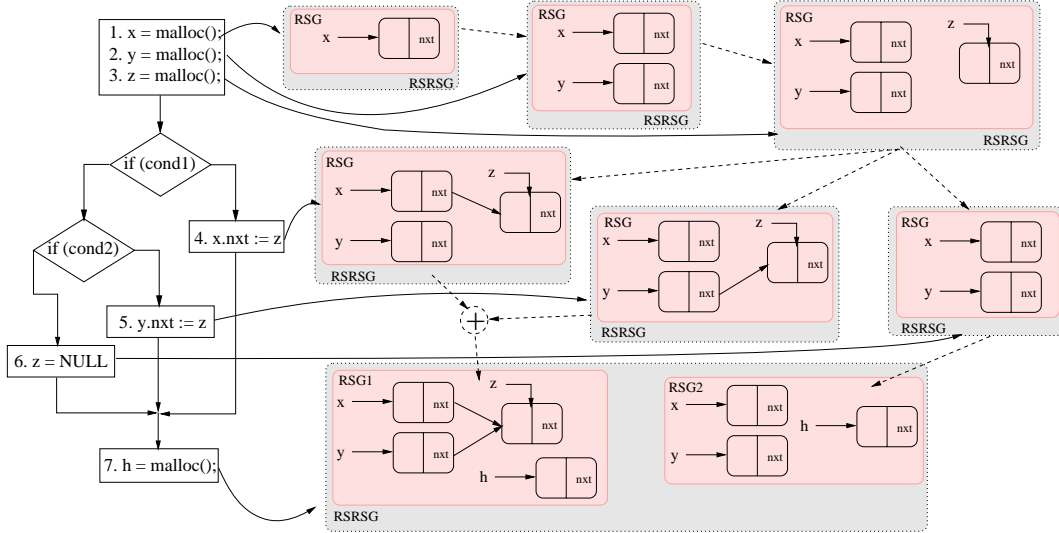 1. x = malloc();
2. y = malloc();
3. z = malloc();
if (cond1)
if (cond2)
4. x.nxt := z
5. y.nxt := z
6. z = NULL
7. h = malloc();
RSG
x
nxt
RSRSG
RSG
x
nxt
y
nxt
RSRSG
RSG
x
nxt
z
nxt
y
nxt
RSRSG
RSG
x
nxt
z
nxt
y
nxt
RSRSG
RSG
x
nxt
z
nxt
y
nxt
RSRSG
RSG
x
nxt
y
nxt
RSRSG
+
RSG1
x
nxt
z
nxt
y
nxt
h
nxt
RSG2
x
nxt
h
nxt
y
nxt
RSRSG